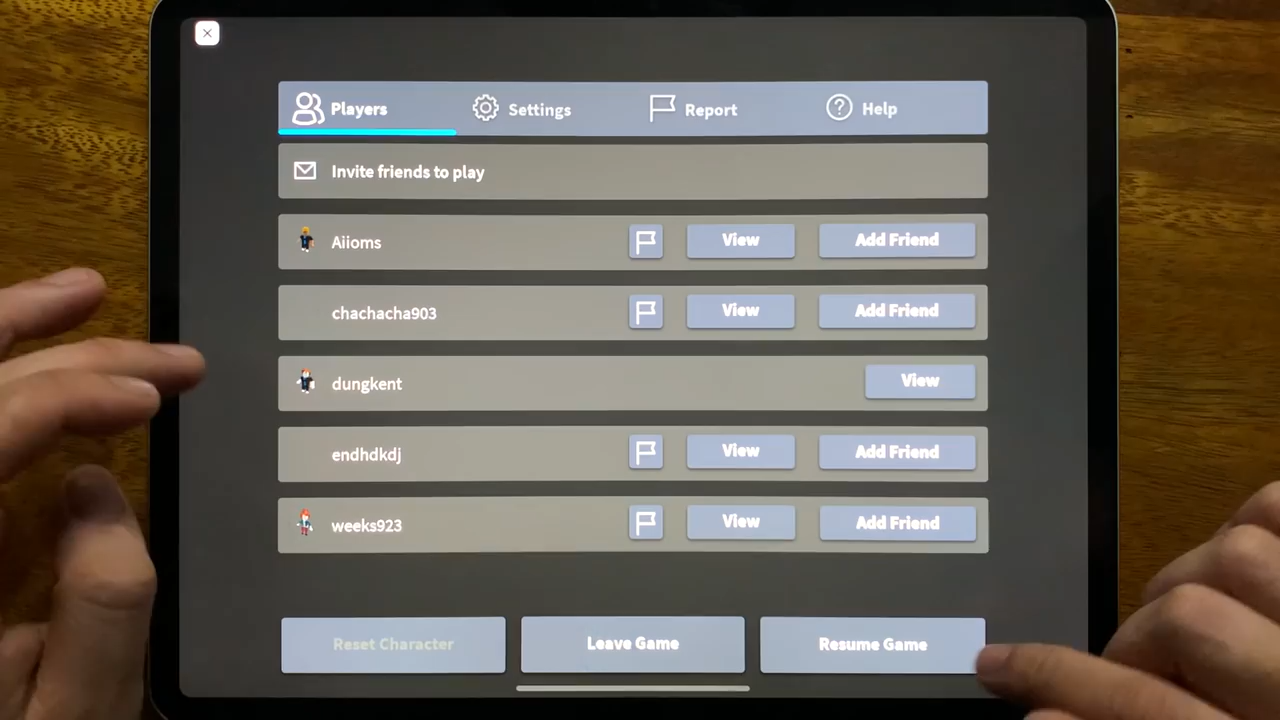 Players
Settings
Report
Help
Invite friends to play
Aiioms
View
Add Friend
chachacha903
View
Add Friend
dungkent
View
endhdkdj
View
Add Friend
weeks923
View
Add Friend
Reset Character
Leave Game
Resume Game